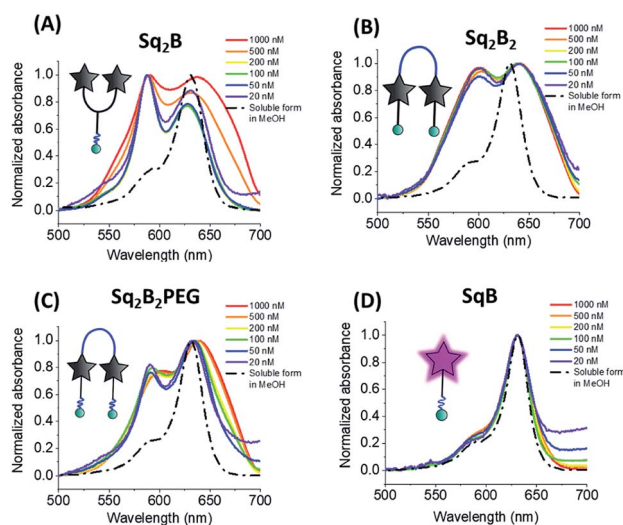 (A)
Sq₂B
1000 nM
500 nM
200 nM
100 nM
50 nM
20 nM
Soluble form
in MeOH
Normalized absorbance
1.0
0.8
0.6
0.4
0.2
0.0
500 550 600 650 700
Wavelength (nm)
(B)
Sq₂B₂
1000 nM
500 nM
200 nM
100 nM
50 nM
20 nM
Soluble form
in MeOH
Normalized absorbance
1.0
0.8
0.6
0.4
0.2
0.0
500 550 600 650 700
Wavelength (nm)
(C)
Sq₂B₂PEG
1000 nM
500 nM
200 nM
100 nM
50 nM
20 nM
Soluble form
in MeOH
Normalized absorbance
1.0
0.8
0.6
0.4
0.2
0.0
500 550 600 650 700
Wavelength (nm)
(D)
SqB
1000 nM
500 nM
200 nM
100 nM
50 nM
20 nM
Soluble form
in MeOH
Normalized absorbance
1.0
0.8
0.6
0.4
0.2
0.0
500 550 600 650 700
Wavelength (nm)